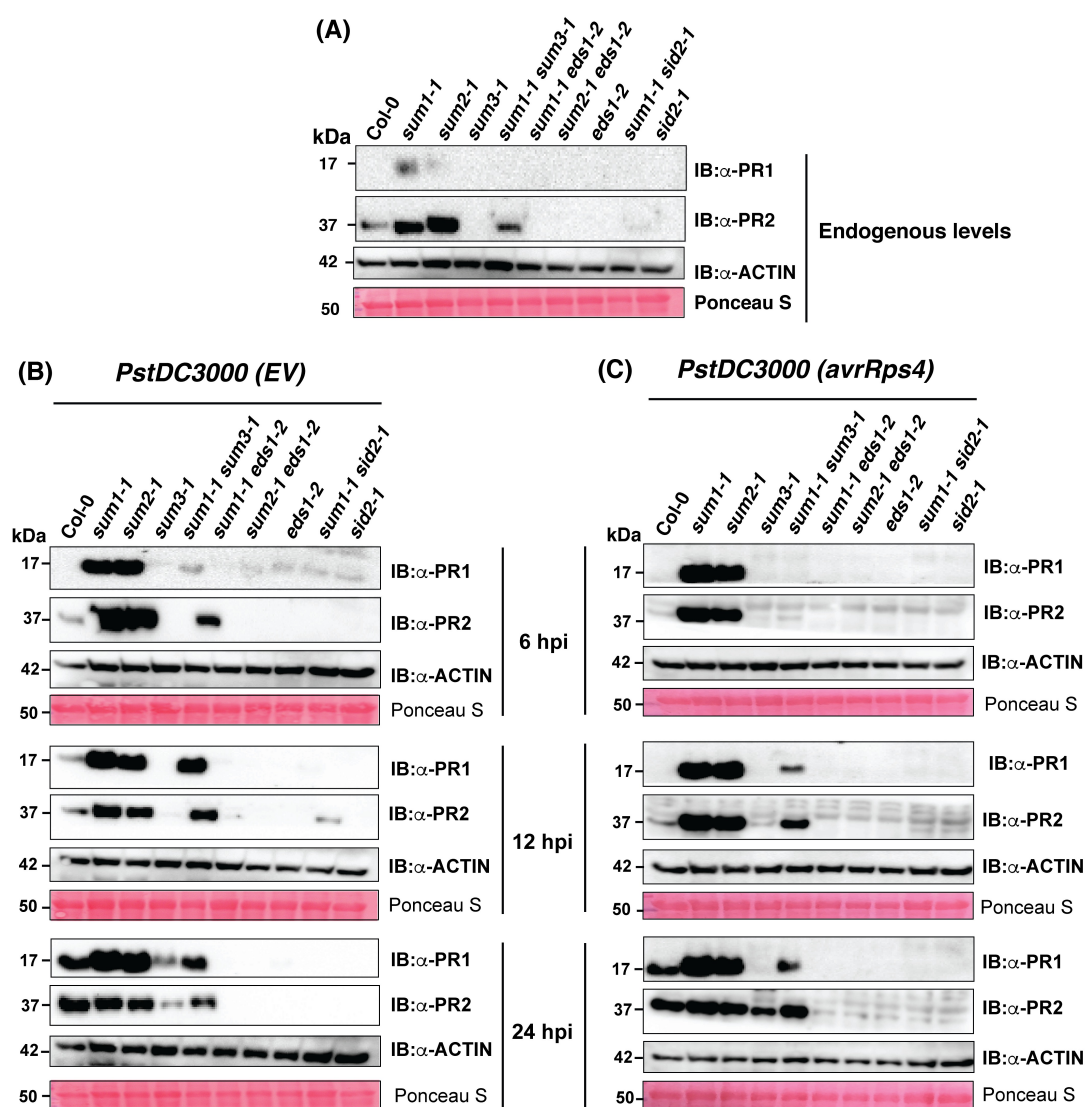 (A)
Col-0
sum1-1
sum2-1
sum3-1
sum1-1 sum3-1
sum1-1 eds1-2
sum2-1 eds1-2
eds1-2
sum1-1 sid2-1
sid2-1
kDa
17
IB:α-PR1
37
IB:α-PR2
42
IB:α-ACTIN
50
Ponceau S
Endogenous levels
(B)
PstDC3000 (EV)
Col-0
sum1-1
sum2-1
sum3-1
sum1-1 sum3-1
sum1-1 eds1-2
sum2-1 eds1-2
eds1-2
sum1-1 sid2-1
sid2-1
kDa
17
IB:α-PR1
37
IB:α-PR2
42
IB:α-ACTIN
50
Ponceau S
6 hpi
17
IB:α-PR1
37
IB:α-PR2
42
IB:α-ACTIN
50
Ponceau S
12 hpi
17
IB:α-PR1
37
IB:α-PR2
42
IB:α-ACTIN
50
Ponceau S
24 hpi
(C)
PstDC3000 (avrRps4)
Col-0
sum1-1
sum2-1
sum3-1
sum1-1 sum3-1
sum1-1 eds1-2
sum2-1 eds1-2
eds1-2
sum1-1 sid2-1
sid2-1
kDa
17
IB:α-PR1
37
IB:α-PR2
42
IB:α-ACTIN
50
Ponceau S
17
IB:α-PR1
37
IB:α-PR2
42
IB:α-ACTIN
50
Ponceau S
17
IB:α-PR1
37
IB:α-PR2
42
IB:α-ACTIN
50
Ponceau S